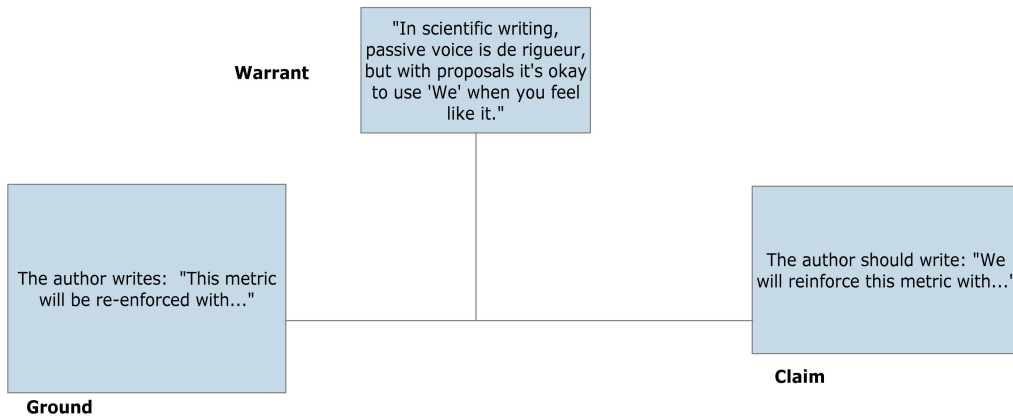 "In scientific writing,
passive voice is de rigueur,
but with proposals it's okay
to use 'We' when you feel
like it."
Warrant
The author writes:  "This metric
will be re-enforced with..."
The author should write: "We
will reinforce this metric with..."
Claim
Ground